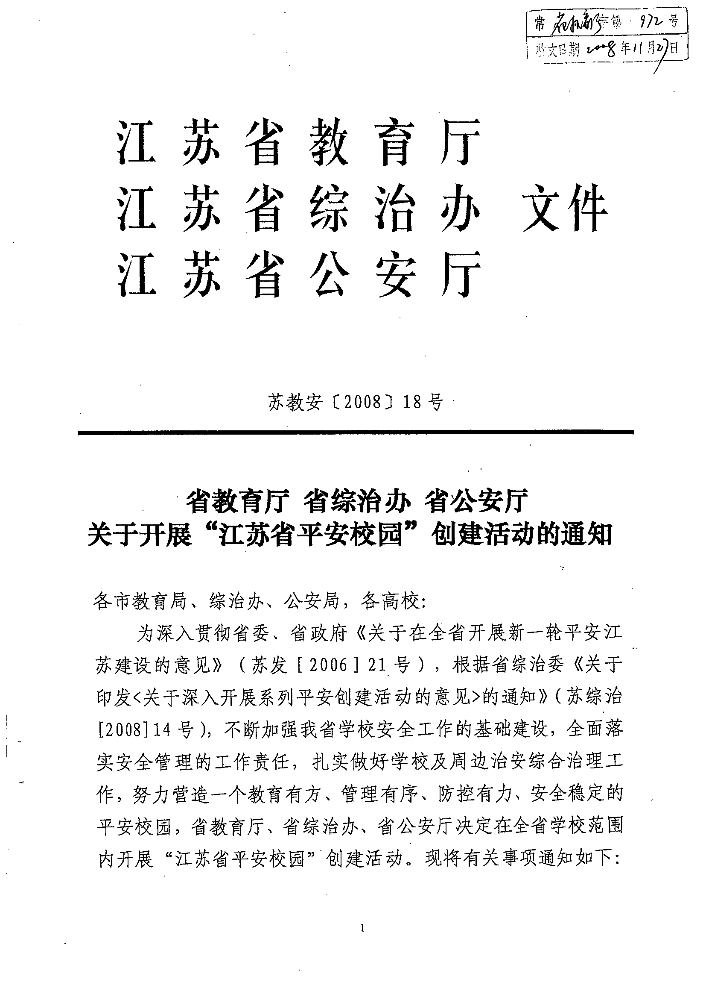 常 字第 972 号
收文日期 2008 年 11 月 27 日
江苏省教育厅
江苏省综治办 文件
江苏省公安厅
苏教安〔2008〕18 号
省教育厅 省综治办 省公安厅
关于开展“江苏省平安校园”创建活动的通知
各市教育局、综治办、公安局，各高校：
为深入贯彻省委、省政府《关于在全省开展新一轮平安江
苏建设的意见》（苏发［2006］21 号），根据省综治委《关于
印发<关于深入开展系列平安创建活动的意见>的通知》（苏综治
[2008]14 号），不断加强我省学校安全工作的基础建设，全面落
实安全管理的工作责任，扎实做好学校及周边治安综合治理工
作，努力营造一个教育有方、管理有序、防控有力、安全稳定的
平安校园，省教育厅、省综治办、省公安厅决定在全省学校范围
内开展“江苏省平安校园”创建活动。现将有关事项通知如下：
1